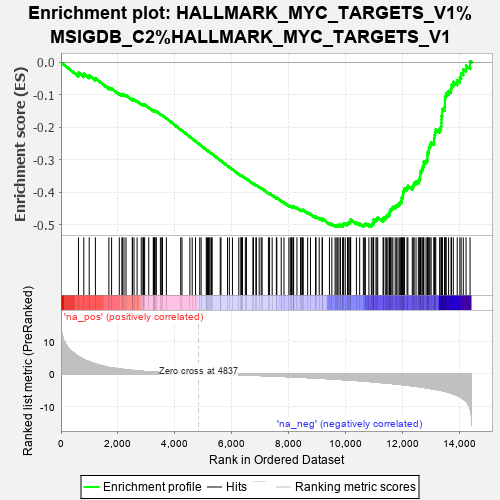 Enrichment plot: HALLMARK_MYC_TARGETS_V1%
MSIGDB_C2%HALLMARK_MYC_TARGETS_V1
Enrichment score (ES)
0.0
-0.1
-0.2
-0.3
-0.4
-0.5
'na_pos' (positively correlated)
Ranked list metric (PreRanked)
10
5
0
-5
-10
Zero cross at 4837
'na_neg' (negatively correlated)
0
2,000
4,000
6,000
8,000
10,000
12,000
14,000
Rank in Ordered Dataset
Enrichment profile
Hits
Ranking metric scores